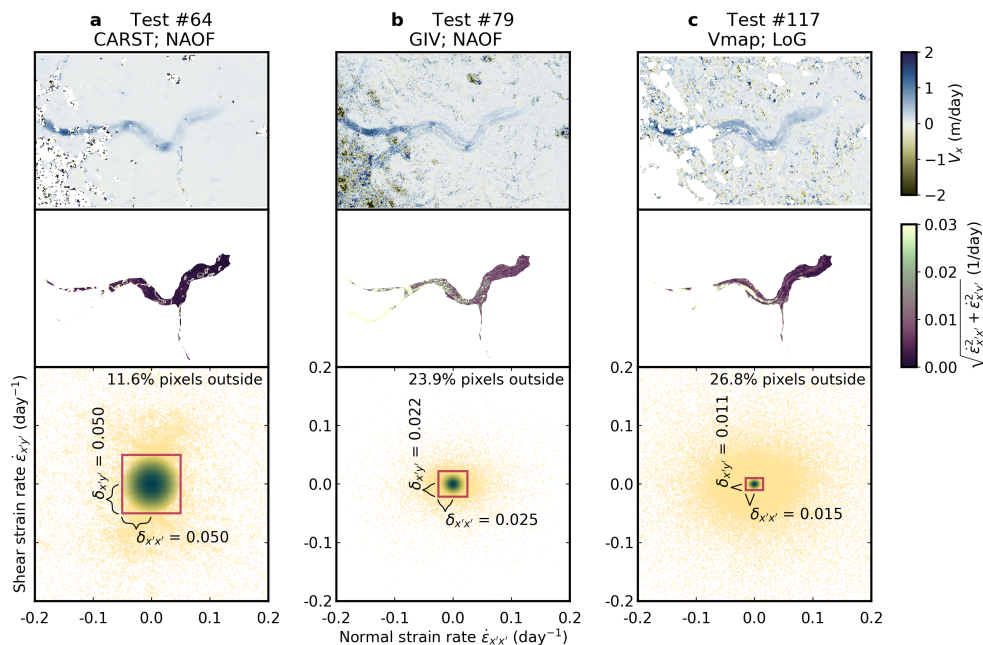 a Test #64
CARST; NAOF
b Test #79
GIV; NAOF
c Test #117
Vmap; LoG
2
1
0
−1
−2
V_x (m/day)
0.03
0.02
0.01
0.00
√(ε̇²_x′x′ + ε̇²_x′y′) (1/day)
11.6% pixels outside
δ_x′y′ = 0.050
δ_x′x′ = 0.050
Shear strain rate ε̇_x′y′ (day⁻¹)
-0.2 -0.1 0.0 0.1 0.2
0.2
0.1
0.0
-0.1
-0.2
23.9% pixels outside
δ_x′y′ = 0.022
δ_x′x′ = 0.025
-0.2 -0.1 0.0 0.1 0.2
Normal strain rate ε̇_x′x′ (day⁻¹)
0.2
0.1
0.0
-0.1
-0.2
26.8% pixels outside
δ_x′y′ = 0.011
δ_x′x′ = 0.015
-0.2 -0.1 0.0 0.1 0.2